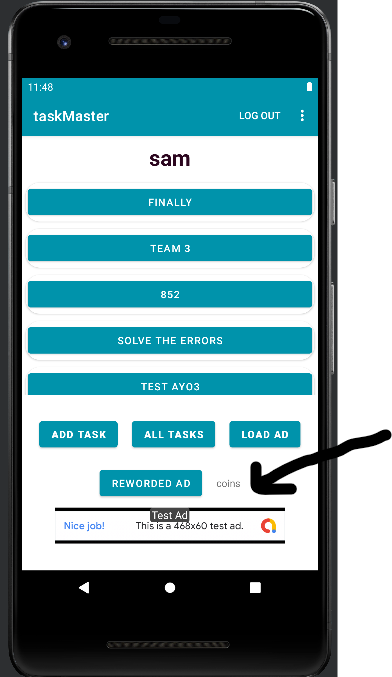 11:48
taskMaster LOG OUT
sam
FINALLY
TEAM 3
852
SOLVE THE ERRORS
TEST AYO3
ADD TASK ALL TASKS LOAD AD
REWORDED AD coins
Test Ad
Nice job! This is a 468x60 test ad.